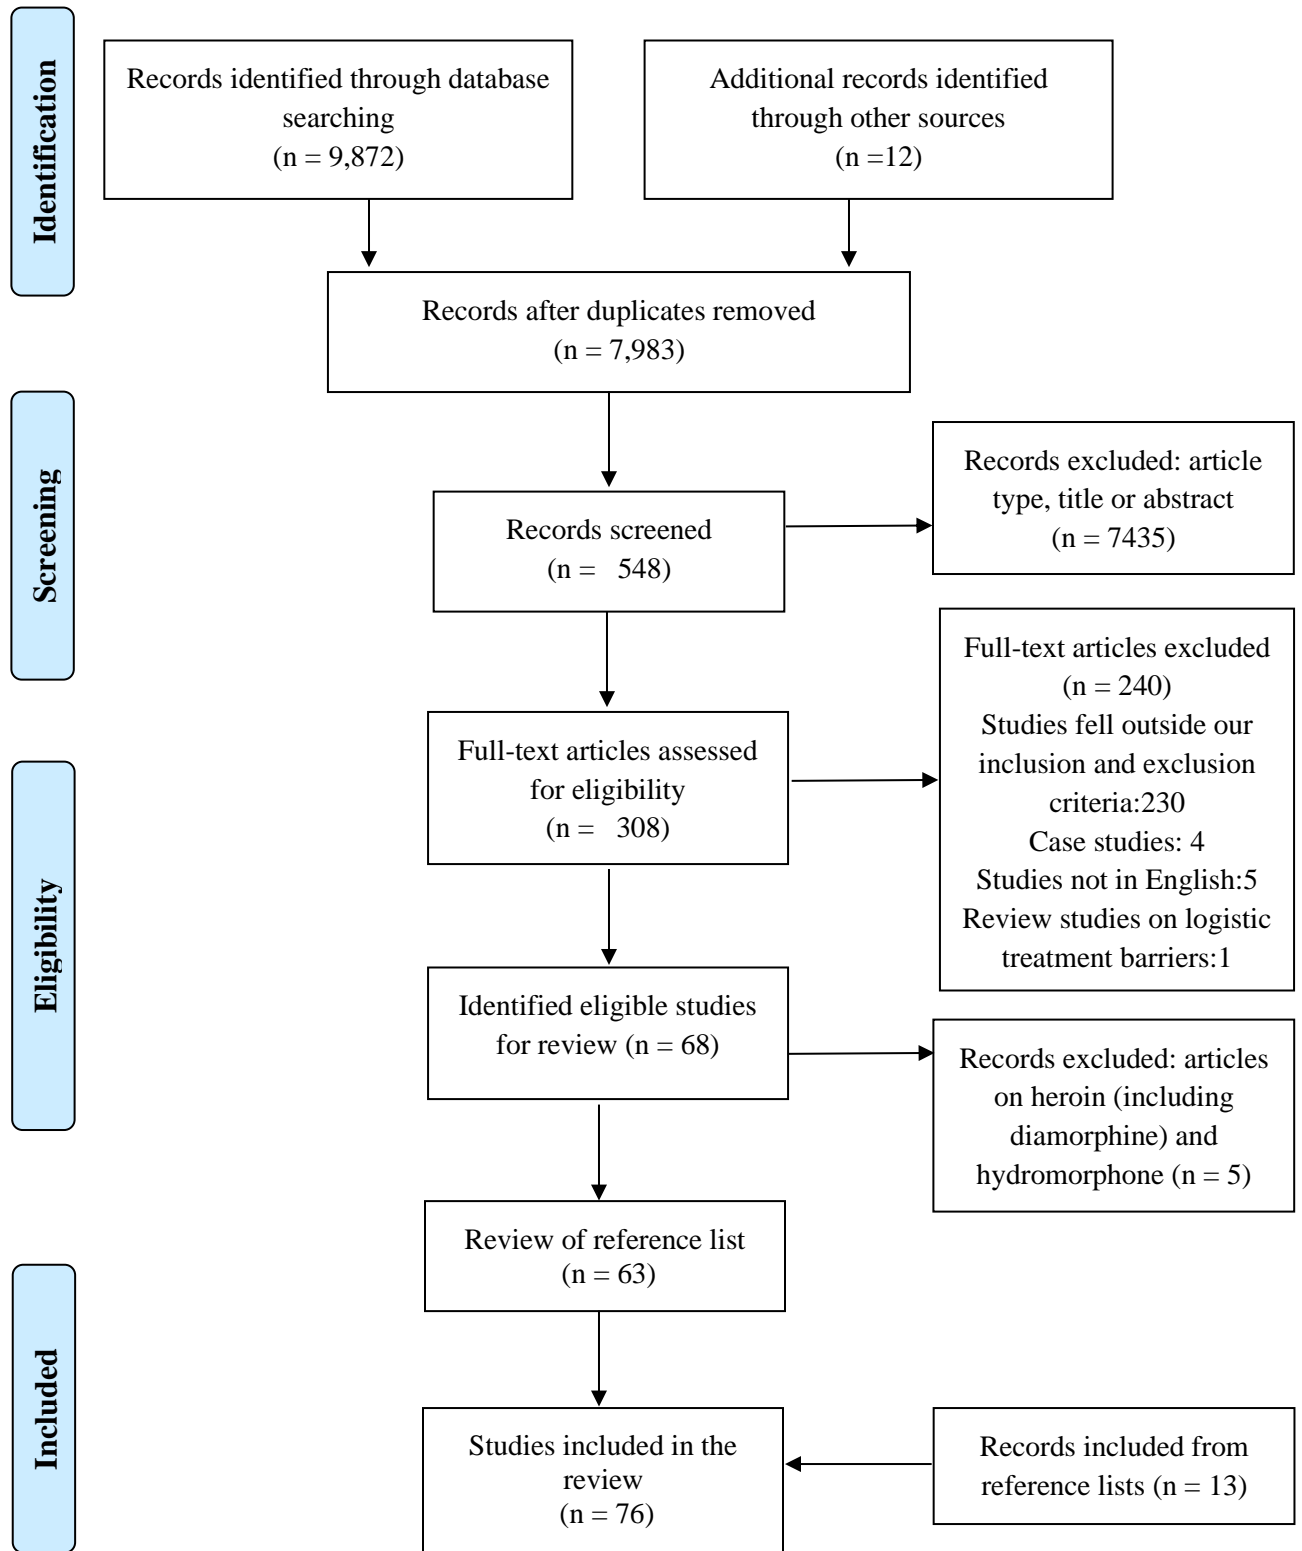 Identification
Records identified through database
searching
(n = 9,872)
Additional records identified
through other sources
(n =12)
Records after duplicates removed
(n = 7,983)
Screening
Records screened
(n =   548)
Records excluded: article
type, title or abstract
(n = 7435)
Eligibility
Full-text articles assessed
for eligibility
(n =   308)
Full-text articles excluded
(n = 240)
Studies fell outside our
inclusion and exclusion
criteria:230
Case studies: 4
Studies not in English:5
Review studies on logistic
treatment barriers:1
Identified eligible studies
for review (n = 68)
Records excluded: articles
on heroin (including
diamorphine) and
hydromorphone (n = 5)
Review of reference list
(n = 63)
Included
Studies included in the
review
(n = 76)
Records included from
reference lists (n = 13)